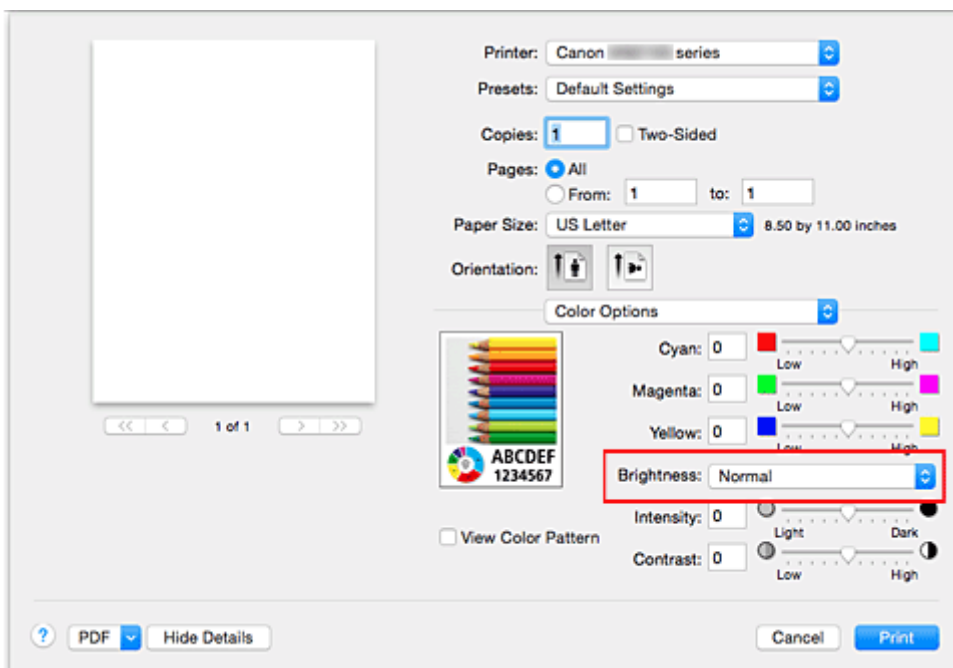 Printer: Canon series
Presets: Default Settings
Copies: 1 Two-Sided
Pages: All
From: 1 to: 1
Paper Size: US Letter 8.50 by 11.00 inches
Orientation:
Color Options
Cyan: 0
Low High
Magenta: 0
Low High
Yellow: 0
Low High
ABCDEF
1234567
Brightness: Normal
Intensity: 0
Light Dark
View Color Pattern
Contrast: 0
Low High
<< < 1 of 1 > >>
? PDF Hide Details Cancel Print